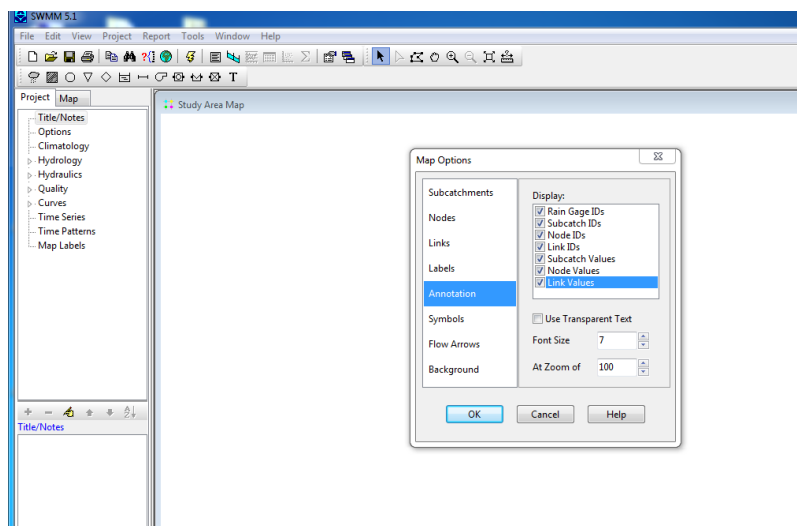 SWMM 5.1
File Edit View Project Report Tools Window Help
Project Map
Title/Notes
Options
Climatology
Hydrology
Hydraulics
Quality
Curves
Time Series
Time Patterns
Map Labels
Title/Notes
Study Area Map
Map Options
Subcatchments
Nodes
Links
Labels
Annotation
Symbols
Flow Arrows
Background
Display:
Rain Gage IDs
Subcatch IDs
Node IDs
Link IDs
Subcatch Values
Node Values
Link Values
Use Transparent Text
Font Size 7
At Zoom of 100
OK Cancel Help